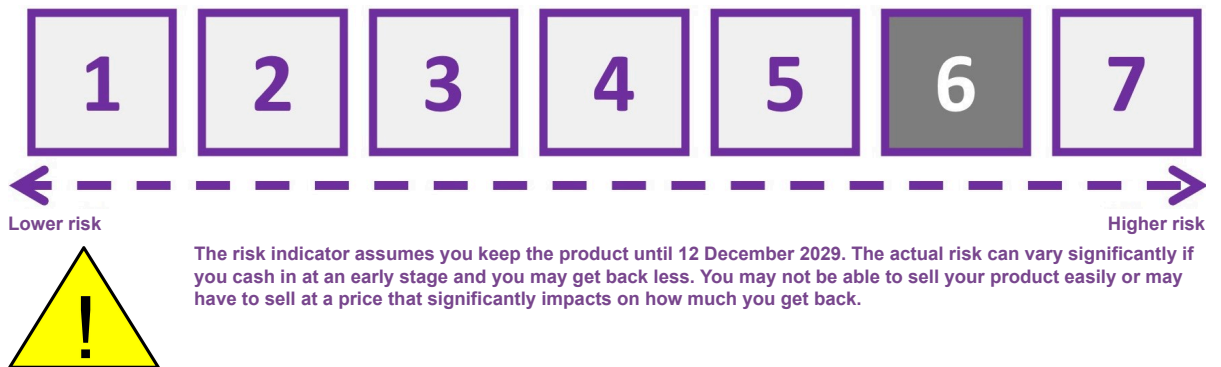 1 2 3 4 5 6 7
Lower risk Higher risk
The risk indicator assumes you keep the product until 12 December 2029. The actual risk can vary significantly if
you cash in at an early stage and you may get back less. You may not be able to sell your product easily or may
have to sell at a price that significantly impacts on how much you get back.
!